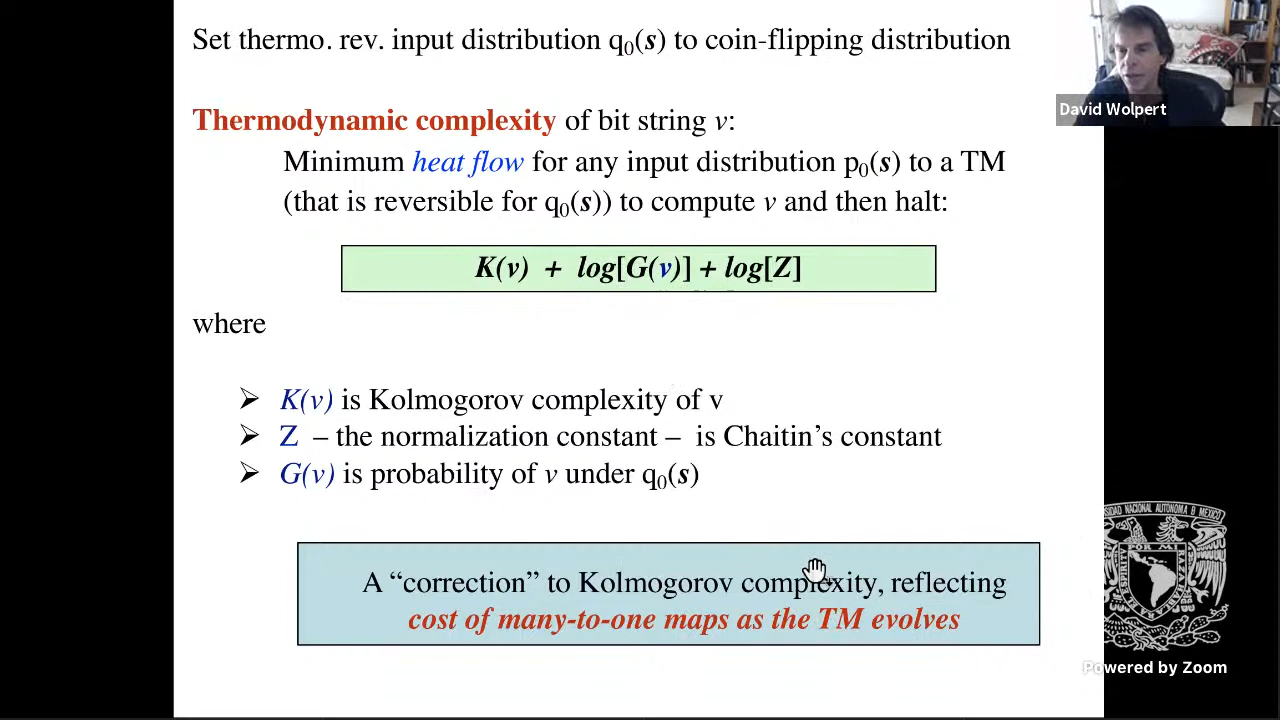 Set thermo. rev. input distribution q₀(s) to coin-flipping distribution
David Wolpert
Thermodynamic complexity of bit string v:
Minimum heat flow for any input distribution p₀(s) to a TM
(that is reversible for q₀(s)) to compute v and then halt:
K(v) + log[G(v)] + log[Z]
where
➢ K(v) is Kolmogorov complexity of v
➢ Z – the normalization constant – is Chaitin’s constant
➢ G(v) is probability of v under q₀(s)
A “correction” to Kolmogorov complexity, reflecting
cost of many-to-one maps as the TM evolves
Powered by Zoom